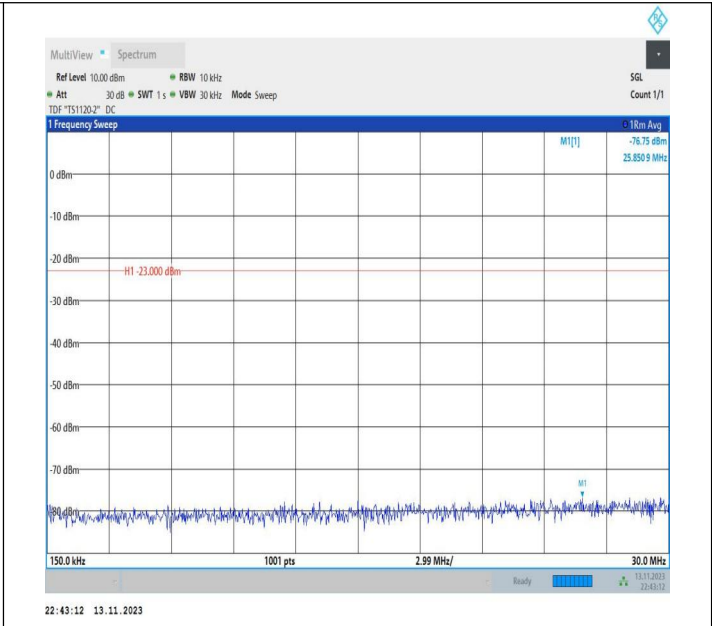 MultiView Spectrum
Ref Level 10.00 dBm RBW 10 kHz SGL
Att 30 dB SWT 1 s VBW 30 kHz Mode Sweep Count 1/1
TDF "TS1120-2" DC
1 Frequency Sweep 1Rm Avg
M1[1] -76.75 dBm
25.850 9 MHz
0 dBm
-10 dBm
-20 dBm
H1 -23.000 dBm
-30 dBm
-40 dBm
-50 dBm
-60 dBm
-70 dBm
M1
-80 dBm
150.0 kHz 1001 pts 2.99 MHz/ 30.0 MHz
Ready 13.11.2023
22:43:12
22:43:12 13.11.2023